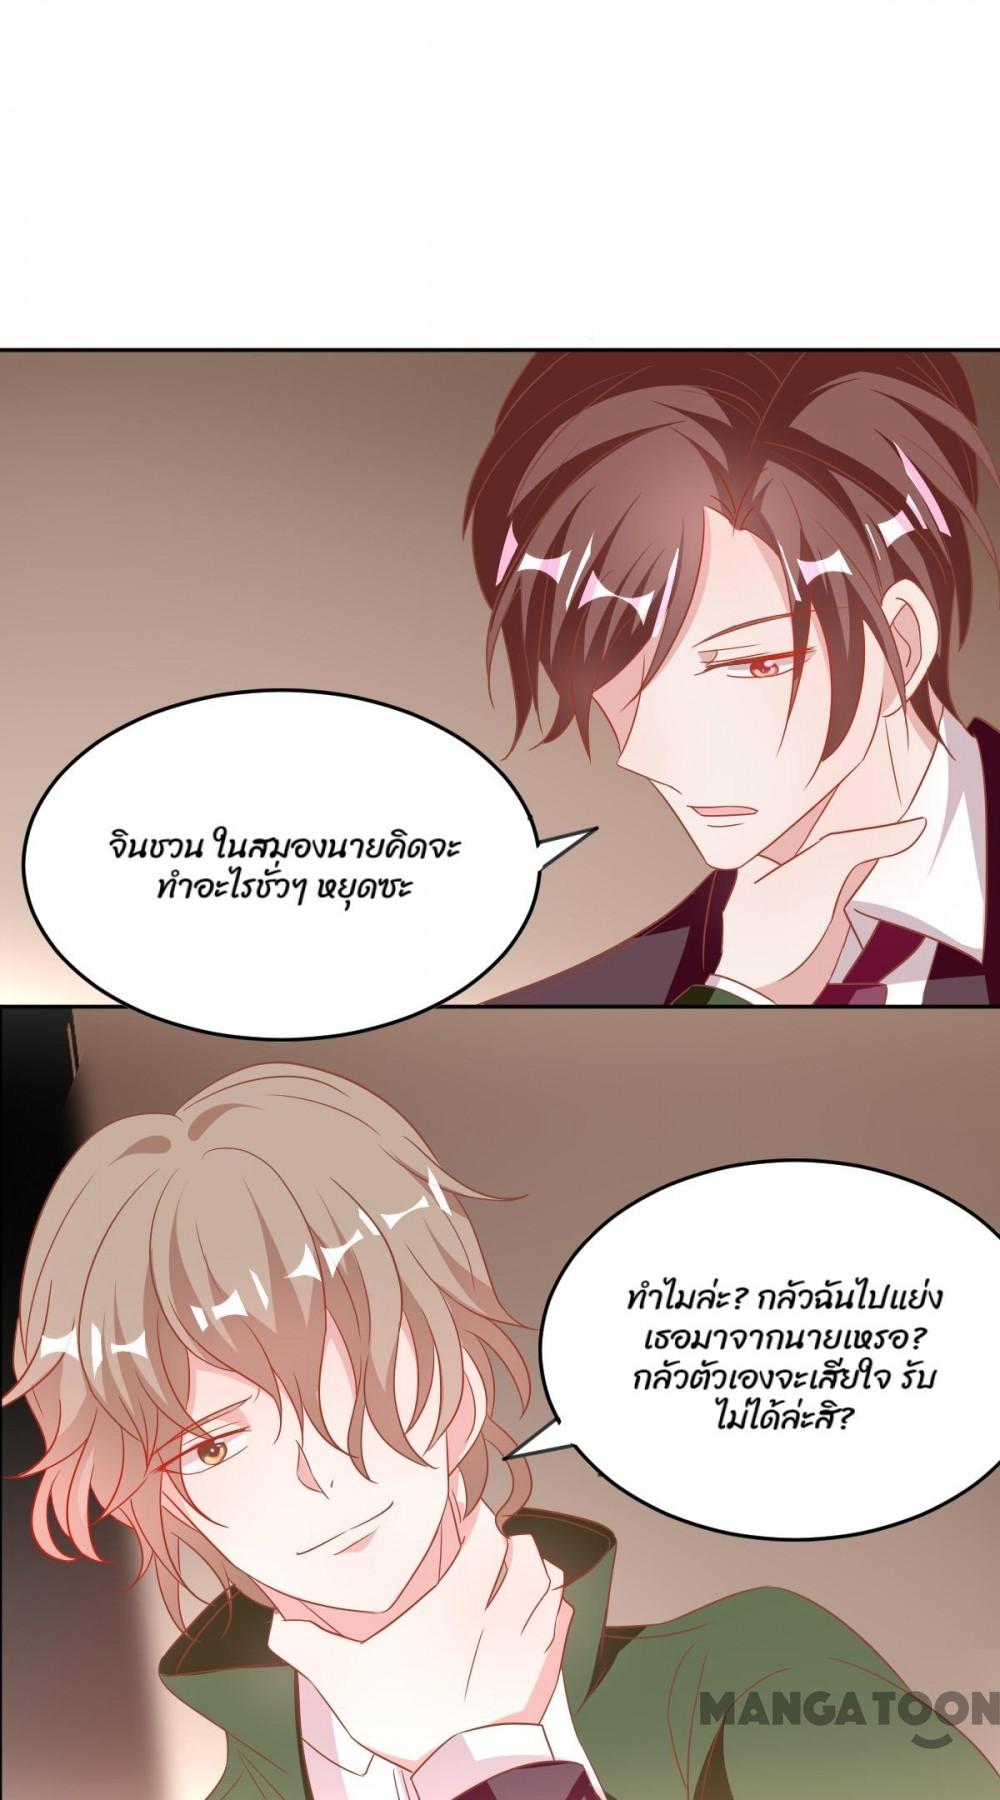 จินชวน ในสมองนายคิดจะ
ทำอะไรชั่วๆ หยุดซะ
ทำไมล่ะ? กลัวฉันไปแย่ง
เธอมาจากนายเหรอ?
กลัวตัวเองจะเสียใจ รับ
ไม่ได้ล่ะสิ?
MANGATOON